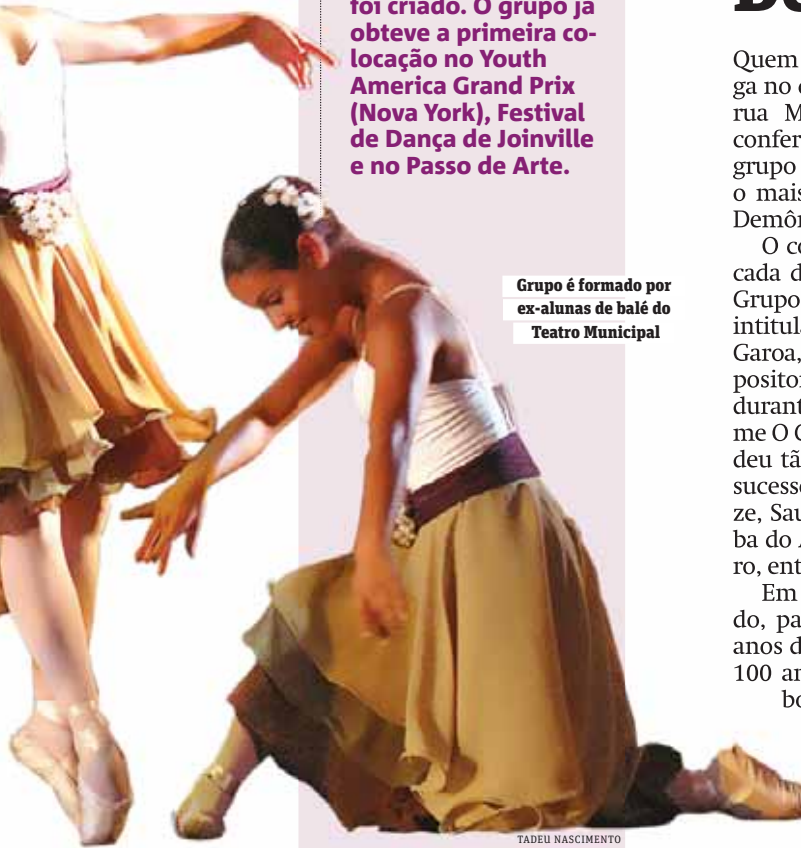 foi criado. O grupo já
obteve a primeira co-
locação no Youth
America Grand Prix
(Nova York), Festival
de Dança de Joinville
e no Passo de Arte.
Grupo é formado por
ex-alunas de balé do
Teatro Municipal
TADEU NASCIMENTO
Quem
ga no
rua M
confer
grupo
o mais
Demôn
O co
cada d
Grupo
intitul
Garoa,
positor
durant
me O C
deu tã
sucess
ze, Sau
ba do
ro, ent
Em
do, pa
anos d
100 an
bo